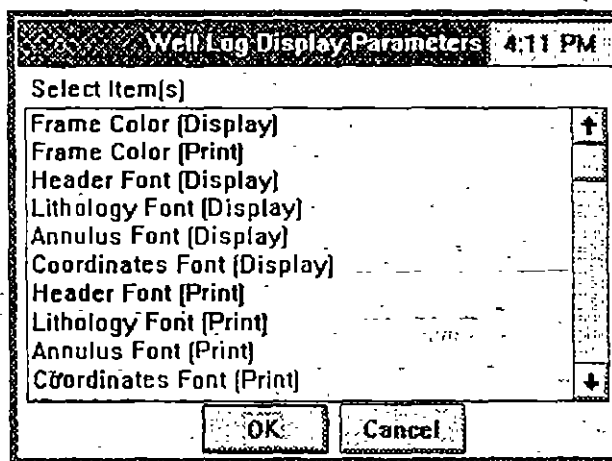 Well Log Display Parameters 4:11 PM
Select Item(s)
Frame Color (Display)
Frame Color (Print)
Header Font (Display)
Lithology Font (Display)
Annulus Font (Display)
Coordinates Font (Display)
Header Font (Print)
Lithology Font (Print)
Annulus Font (Print)
Coordinates Font (Print)
OK Cancel